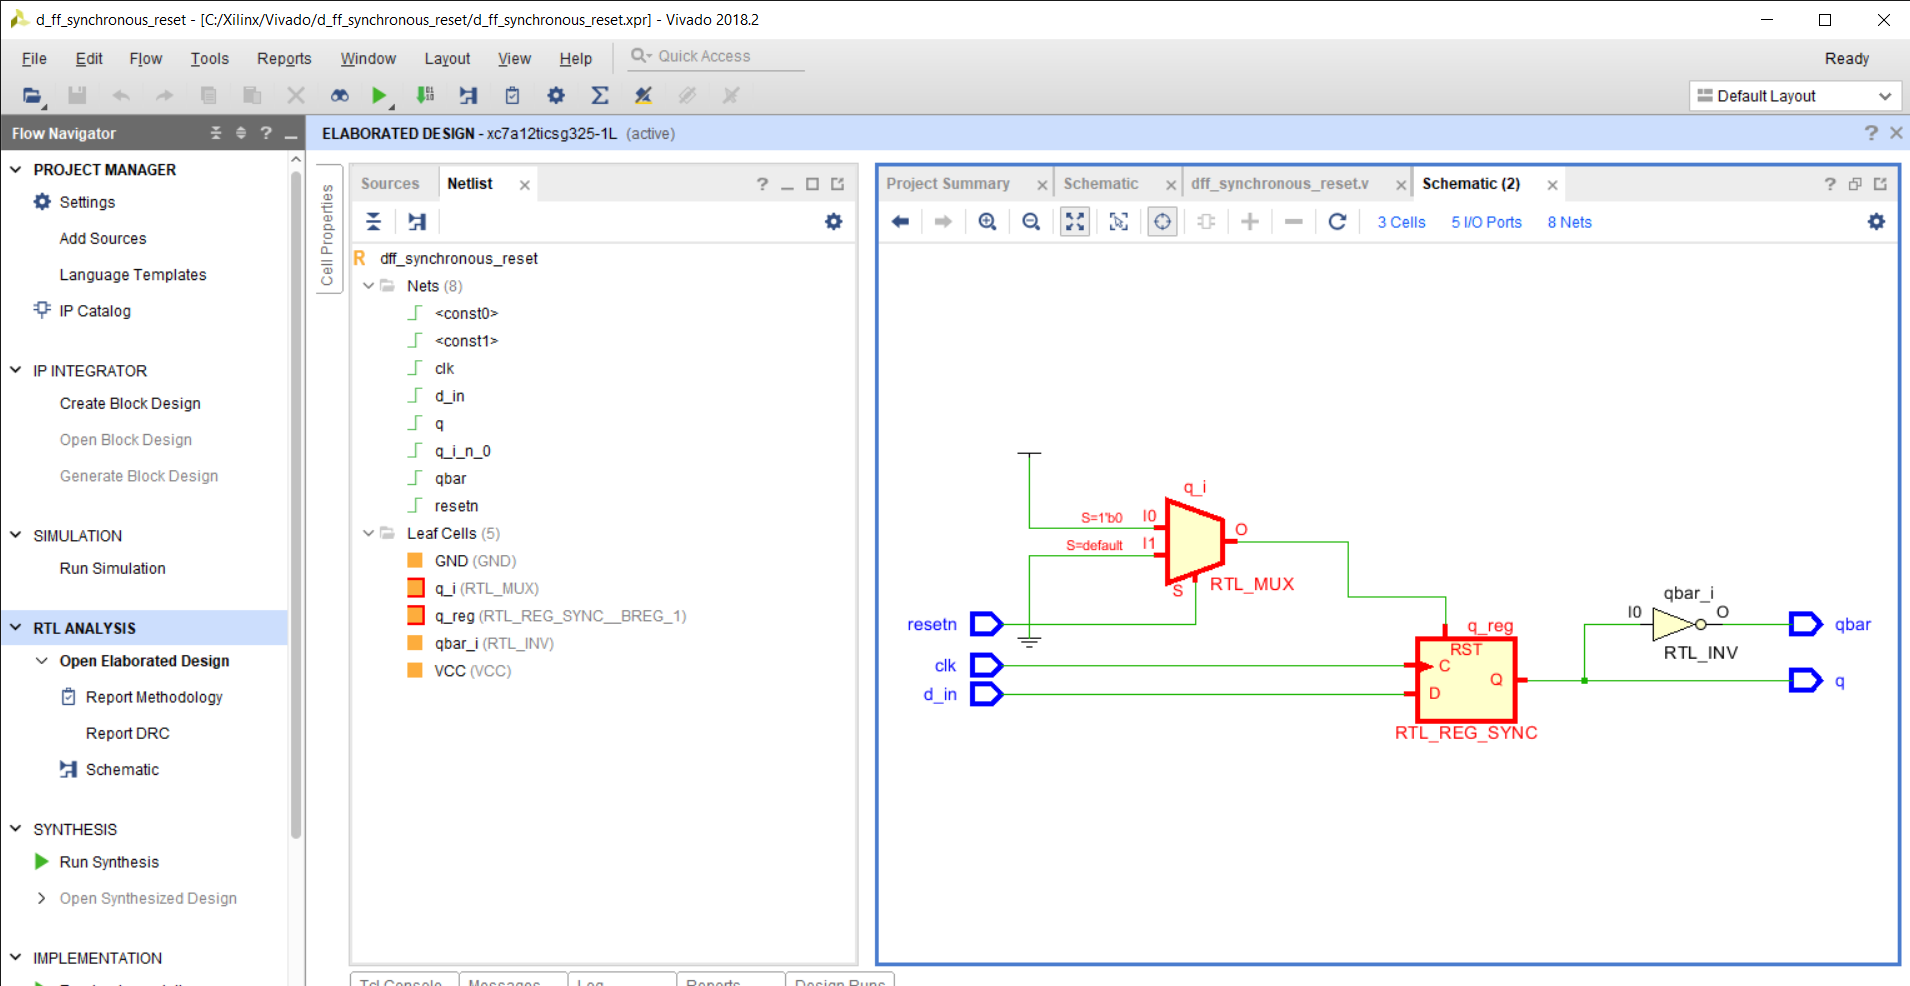 d_ff_synchronous_reset - [C:/Xilinx/Vivado/d_ff_synchronous_reset/d_ff_synchronous_reset.xpr] - Vivado 2018.2
File Edit Flow Tools Reports Window Layout View Help Quick Access Ready
Default Layout
Flow Navigator ? _
ELABORATED DESIGN - xc7a12ticsg325-1L (active)
PROJECT MANAGER
Settings
Add Sources
Language Templates
IP Catalog
IP INTEGRATOR
Create Block Design
Open Block Design
Generate Block Design
SIMULATION
Run Simulation
RTL ANALYSIS
Open Elaborated Design
Report Methodology
Report DRC
Schematic
SYNTHESIS
Run Synthesis
Open Synthesized Design
IMPLEMENTATION
Cell Properties
Sources Netlist
dff_synchronous_reset
Nets (8)
<const0>
<const1>
clk
d_in
q
q_i_n_0
qbar
resetn
Leaf Cells (5)
GND (GND)
q_i (RTL_MUX)
q_reg (RTL_REG_SYNC__BREG_1)
qbar_i (RTL_INV)
VCC (VCC)
Project Summary Schematic dff_synchronous_reset.v Schematic (2)
3 Cells 5 I/O Ports 8 Nets
q_i
S=1'b0 I0
O
S=default I1
S RTL_MUX
resetn
clk
d_in
q_reg
RST
C
Q
D
RTL_REG_SYNC
qbar_i
I0 O
RTL_INV
qbar
q
Tcl Console Messages Log Reports Design Runs